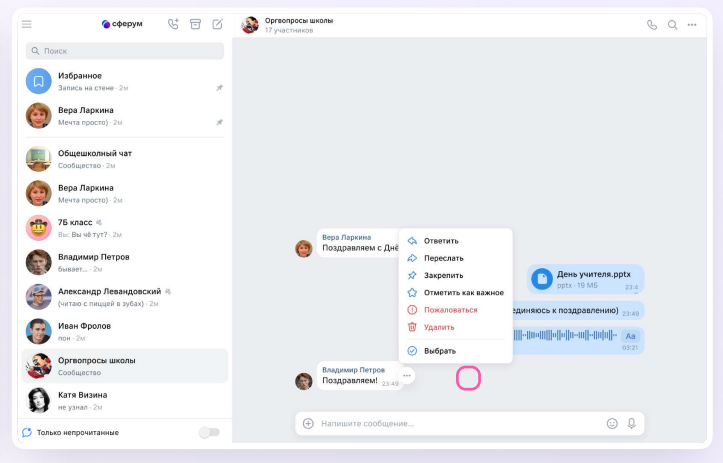 сферум
Поиск
Избранное
Запись на стене · 2м
Вера Ларкина
Мечта просто) · 2м
Общешкольный чат
Сообщество · 2м
Вера Ларкина
Мечта просто) · 2м
7Б класс
Вы: Вы чё тут? · 2м
Владимир Петров
бывает... · 2м
Александр Левандовский
(читаю с пиццей в зубах) · 2м
Иван Фролов
пон · 2м
Оргвопросы школы
Сообщество
Катя Визина
не узнал · 2м
Только непрочитанные
Оргвопросы школы
17 участников
Вера Ларкина
Поздравляем с Днё
Ответить
Переслать
Закрепить
Отметить как важное
Пожаловаться
Удалить
Выбрать
День учителя.pptx
pptx · 19 МБ 23:4
единяюсь к поздравлению) 23:49
Aa
03:21
Владимир Петров
Поздравляем! 23:49
Напишите сообщение...